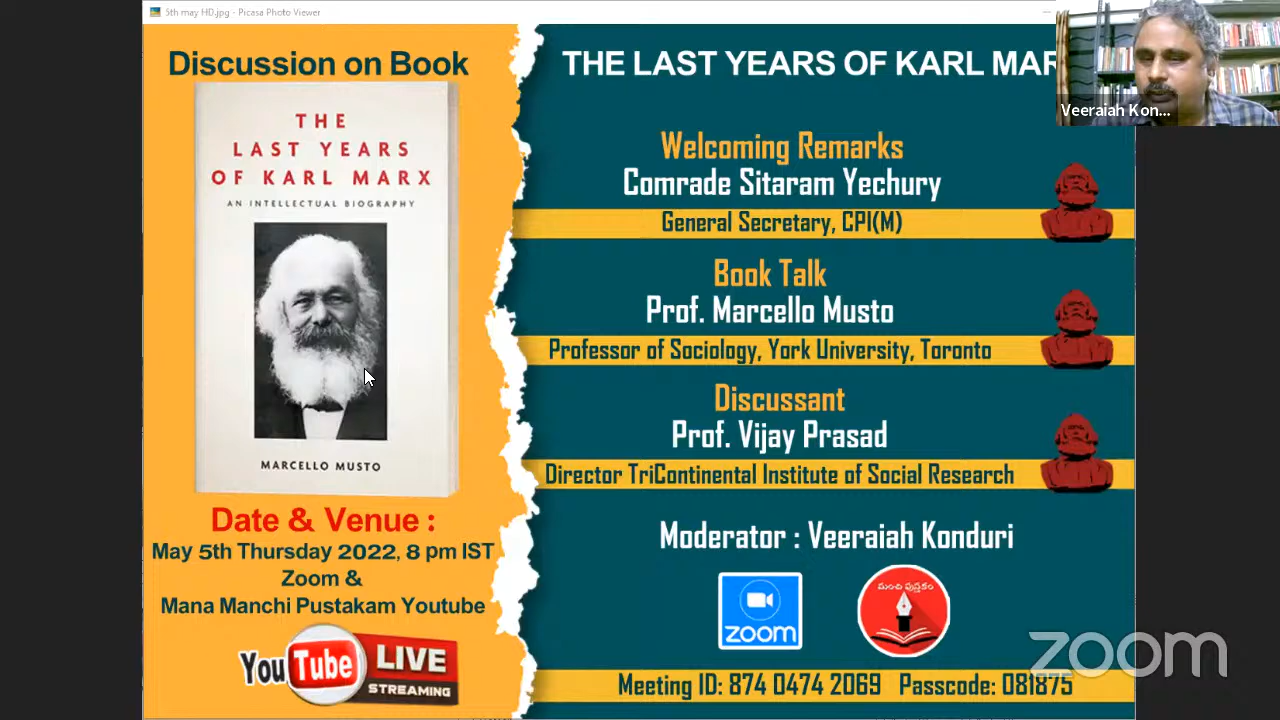 5th may HD.jpg - Picasa Photo Viewer
Discussion on Book
THE
LAST YEARS
OF KARL MARX
AN INTELLECTUAL BIOGRAPHY
MARCELLO MUSTO
Date & Venue :
May 5th Thursday 2022, 8 pm IST
Zoom &
Mana Manchi Pustakam Youtube
YouTube LIVE
STREAMING
THE LAST YEARS OF KARL MAR
Veeraiah Kon...
Welcoming Remarks
Comrade Sitaram Yechury
General Secretary, CPI(M)
Book Talk
Prof. Marcello Musto
Professor of Sociology, York University, Toronto
Discussant
Prof. Vijay Prasad
Director TriContinental Institute of Social Research
Moderator : Veeraiah Konduri
zoom
మంచి పుస్తకం
zoom
Meeting ID: 874 0474 2069 Passcode: 081875